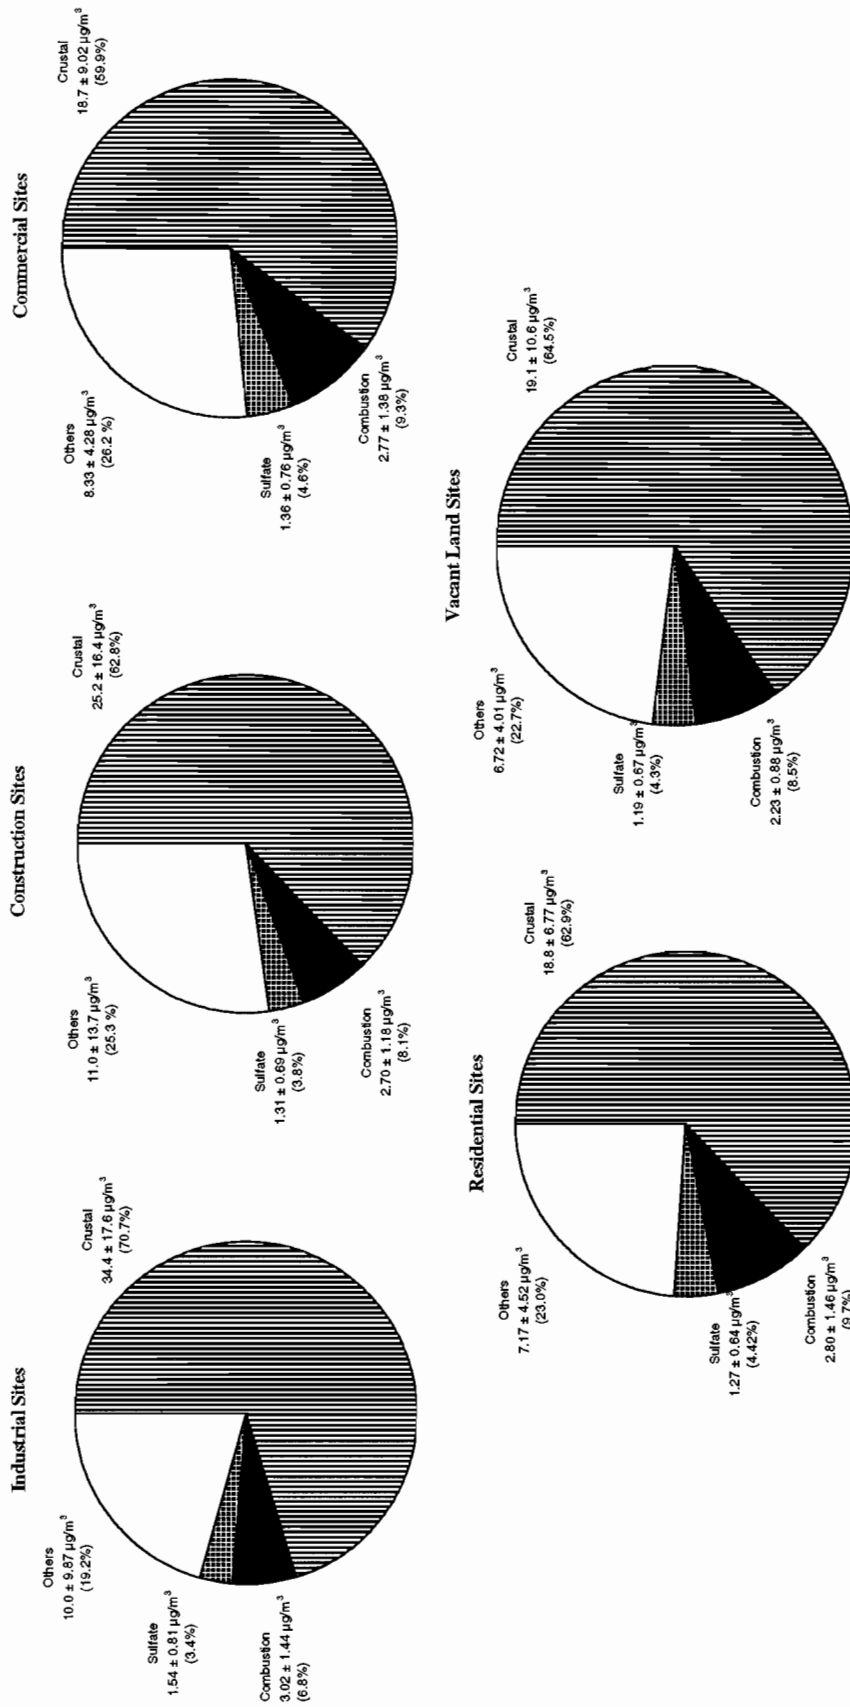 Industrial Sites
Others
10.0 ± 9.87 µg/m³
(19.2%)
Crustal
34.4 ± 17.6 µg/m³
(70.7%)
Sulfate
1.54 ± 0.81 µg/m³
(3.4%)
Combustion
3.02 ± 1.44 µg/m³
(6.8%)
Construction Sites
Others
11.0 ± 13.7 µg/m³
(25.3 %)
Crustal
25.2 ± 16.4 µg/m³
(62.8%)
Sulfate
1.31 ± 0.69 µg/m³
(3.8%)
Combustion
2.70 ± 1.18 µg/m³
(8.1%)
Commercial Sites
Others
8.33 ± 4.28 µg/m³
(26.2 %)
Crustal
18.7 ± 9.02 µg/m³
(59.9%)
Sulfate
1.36 ± 0.76 µg/m³
(4.6%)
Combustion
2.77 ± 1.38 µg/m³
(9.3%)
Residential Sites
Others
7.17 ± 4.52 µg/m³
(23.0%)
Crustal
18.8 ± 6.77 µg/m³
(62.9%)
Sulfate
1.27 ± 0.64 µg/m³
(4.42%)
Combustion
2.80 ± 1.46 µg/m³
(9.7%)
Vacant Land Sites
Others
6.72 ± 4.01 µg/m³
(22.7%)
Crustal
19.1 ± 10.6 µg/m³
(64.5%)
Sulfate
1.19 ± 0.67 µg/m³
(4.3%)
Combustion
2.23 ± 0.88 µg/m³
(8.5%)